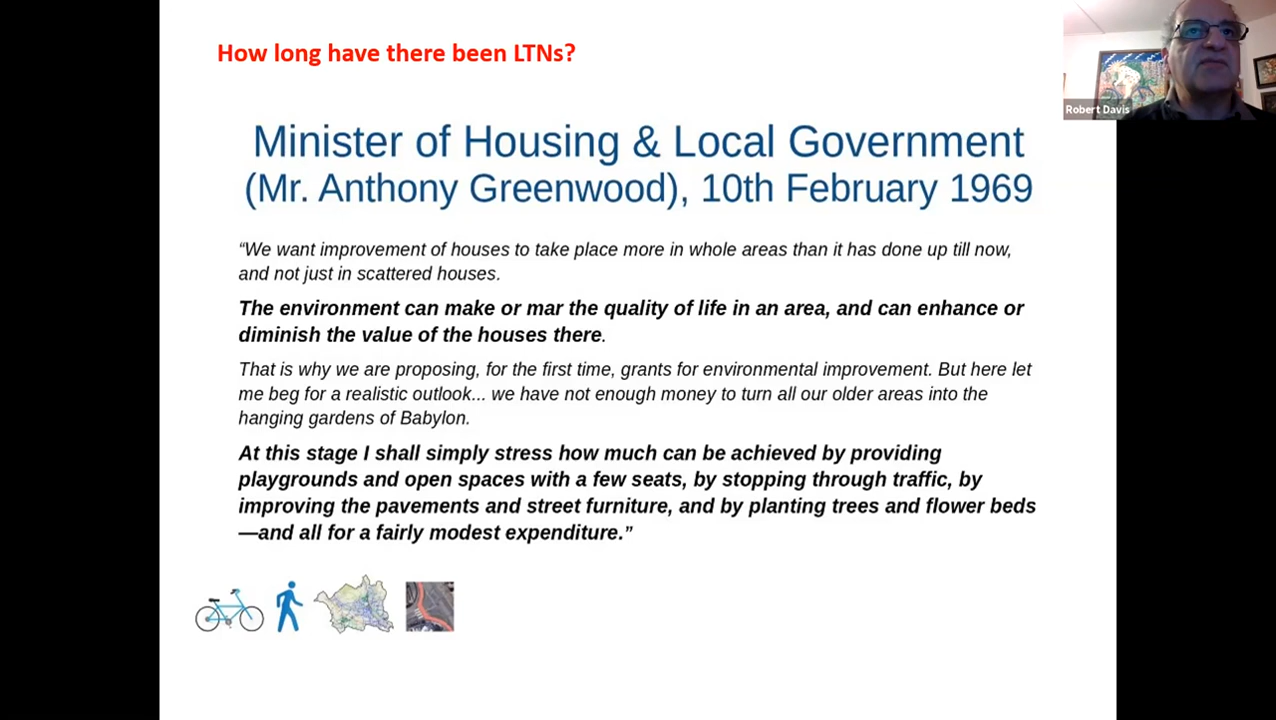 How long have there been LTNs?
Robert Davis
Minister of Housing & Local Government
(Mr. Anthony Greenwood), 10th February 1969
“We want improvement of houses to take place more in whole areas than it has done up till now,
and not just in scattered houses.
The environment can make or mar the quality of life in an area, and can enhance or
diminish the value of the houses there.
That is why we are proposing, for the first time, grants for environmental improvement. But here let
me beg for a realistic outlook... we have not enough money to turn all our older areas into the
hanging gardens of Babylon.
At this stage I shall simply stress how much can be achieved by providing
playgrounds and open spaces with a few seats, by stopping through traffic, by
improving the pavements and street furniture, and by planting trees and flower beds
—and all for a fairly modest expenditure.”